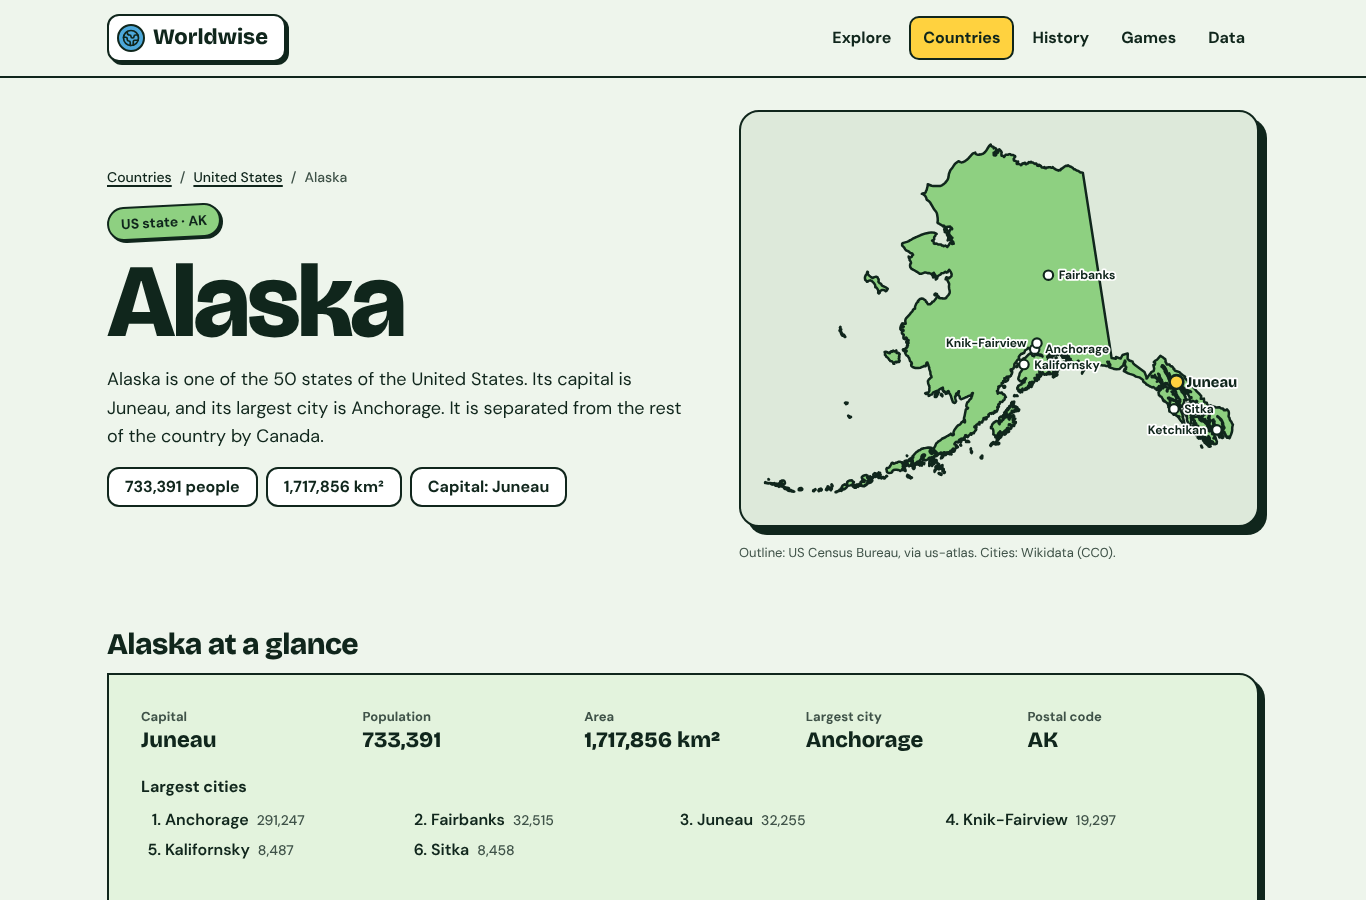 Worldwise
Explore
Countries
History
Games
Data
Countries / United States / Alaska
US state · AK
Alaska
Alaska is one of the 50 states of the United States. Its capital is
Juneau, and its largest city is Anchorage. It is separated from the rest
of the country by Canada.
733,391 people
1,717,856 km²
Capital: Juneau
Fairbanks
Knik-Fairview
Anchorage
Kalifornsky
Juneau
Sitka
Ketchikan
Outline: US Census Bureau, via us-atlas. Cities: Wikidata (CC0).
Alaska at a glance
Capital
Juneau
Population
733,391
Area
1,717,856 km²
Largest city
Anchorage
Postal code
AK
Largest cities
1. Anchorage 291,247
2. Fairbanks 32,515
3. Juneau 32,255
4. Knik-Fairview 19,297
5. Kalifornsky 8,487
6. Sitka 8,458